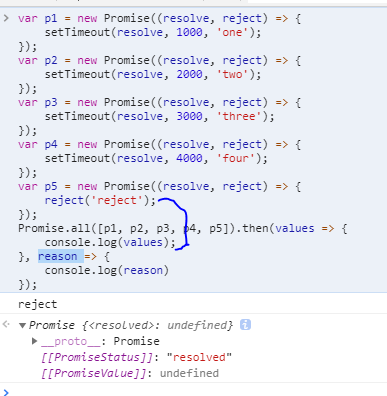 > var p1 = new Promise((resolve, reject) => {
    setTimeout(resolve, 1000, 'one');
});
var p2 = new Promise((resolve, reject) => {
    setTimeout(resolve, 2000, 'two');
});
var p3 = new Promise((resolve, reject) => {
    setTimeout(resolve, 3000, 'three');
});
var p4 = new Promise((resolve, reject) => {
    setTimeout(resolve, 4000, 'four');
});
var p5 = new Promise((resolve, reject) => {
    reject('reject');
});
Promise.all([p1, p2, p3, p4, p5]).then(values => {
    console.log(values);
}, reason => {
    console.log(reason)
});
reject
<· ▼ Promise {<resolved>: undefined} i
▶ __proto__: Promise
[[PromiseStatus]]: "resolved"
[[PromiseValue]]: undefined
>